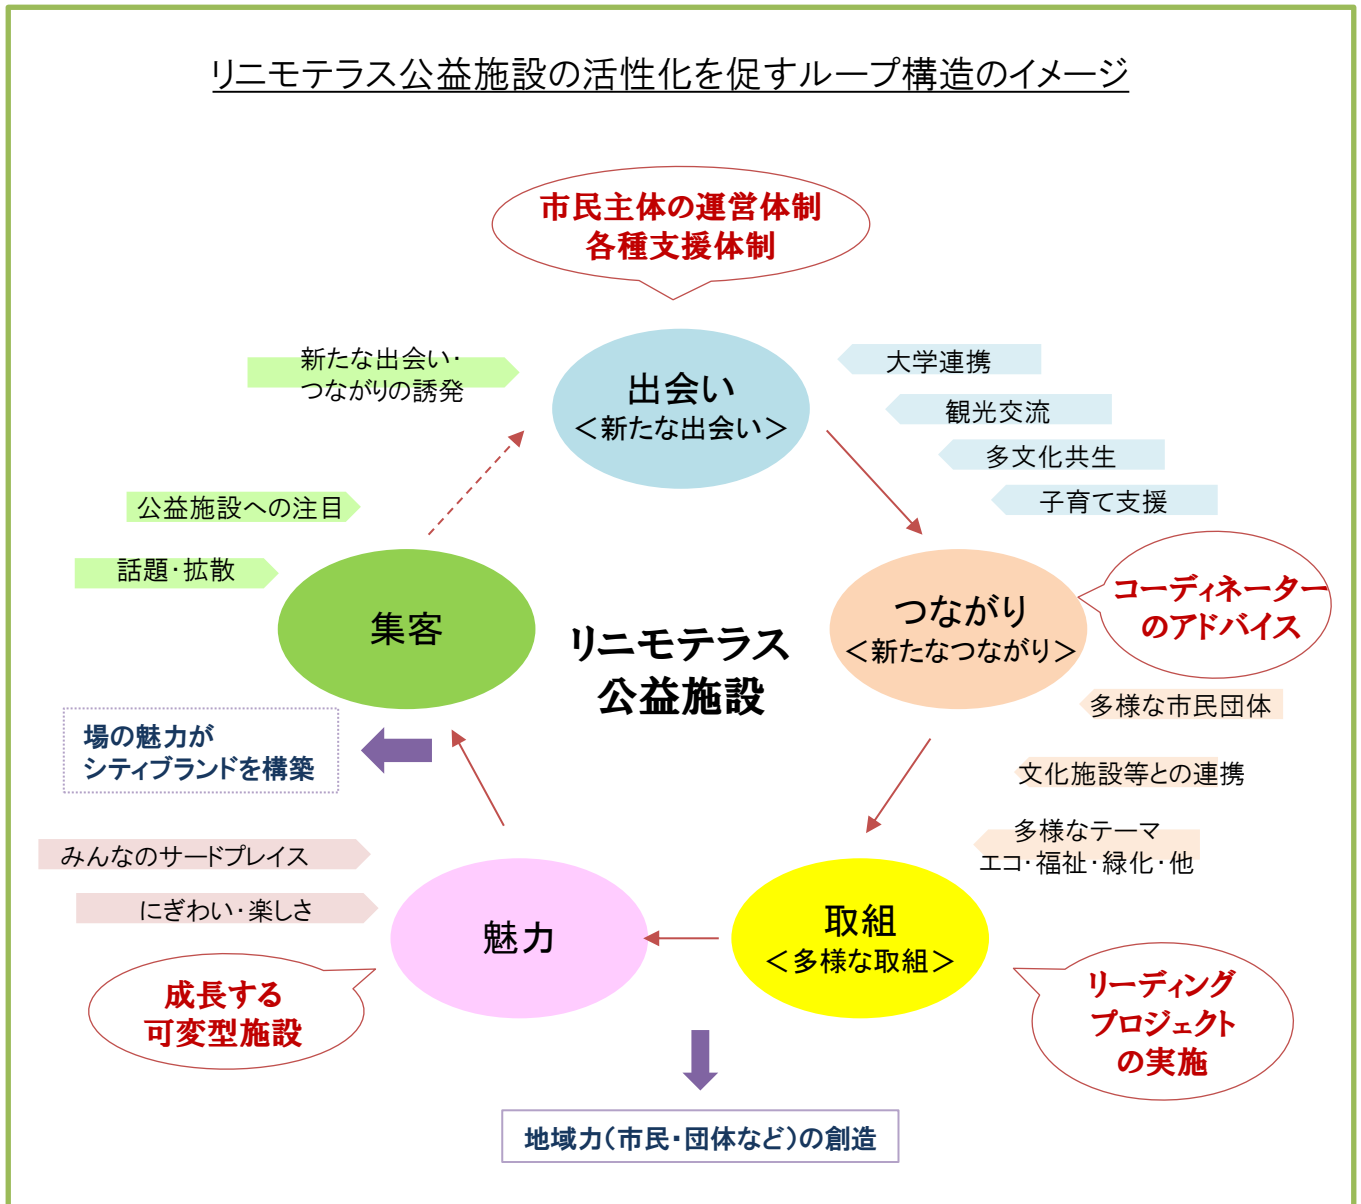 リニモテラス公益施設の活性化を促すループ構造のイメージ
市民主体の運営体制
各種支援体制
新たな出会い・
つながりの誘発
出会い
＜新たな出会い＞
大学連携
観光交流
多文化共生
子育て支援
公益施設への注目
話題・拡散
集客
リニモテラス
公益施設
つながり
＜新たなつながり＞
コーディネーター
のアドバイス
多様な市民団体
文化施設等との連携
多様なテーマ
エコ・福祉・緑化・他
場の魅力が
シティブランドを構築
みんなのサードプレイス
にぎわい・楽しさ
魅力
取組
＜多様な取組＞
成長する
可変型施設
リーディング
プロジェクト
の実施
地域力（市民・団体など）の創造